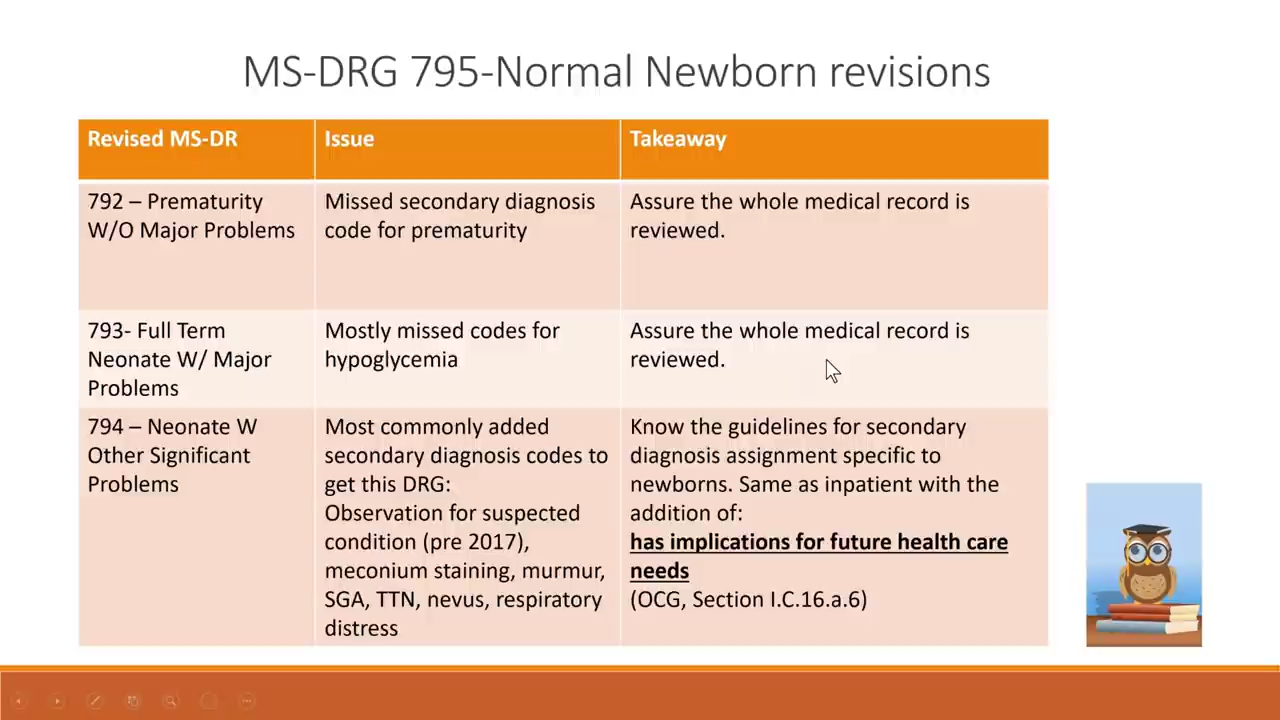 MS-DRG 795-Normal Newborn revisions
Revised MS-DR
Issue
Takeaway
792 – Prematurity
W/O Major Problems
Missed secondary diagnosis
code for prematurity
Assure the whole medical record is
reviewed.
793- Full Term
Neonate W/ Major
Problems
Mostly missed codes for
hypoglycemia
Assure the whole medical record is
reviewed.
794 – Neonate W
Other Significant
Problems
Most commonly added
secondary diagnosis codes to
get this DRG:
Observation for suspected
condition (pre 2017),
meconium staining, murmur,
SGA, TTN, nevus, respiratory
distress
Know the guidelines for secondary
diagnosis assignment specific to
newborns. Same as inpatient with the
addition of:
has implications for future health care
needs
(OCG, Section I.C.16.a.6)